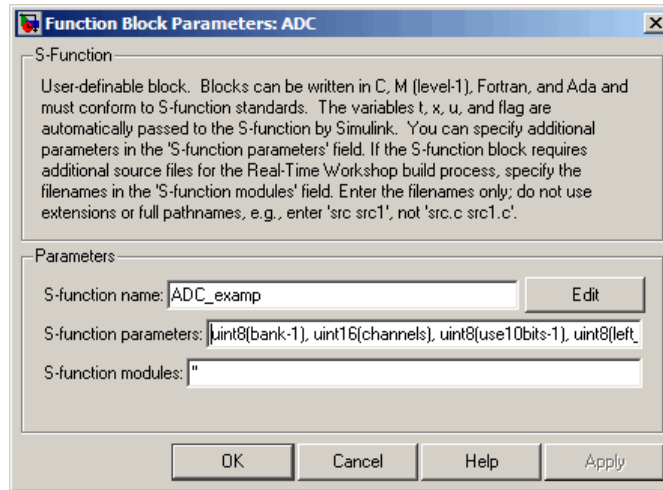 Function Block Parameters: ADC
S-Function
User-definable block.  Blocks can be written in C, M (level-1), Fortran, and Ada and
must conform to S-function standards.  The variables t, x, u, and flag are
automatically passed to the S-function by Simulink.  You can specify additional
parameters in the 'S-function parameters' field. If the S-function block requires
additional source files for the Real-Time Workshop build process, specify the
filenames in the 'S-function modules' field. Enter the filenames only; do not use
extensions or full pathnames, e.g., enter 'src src1', not 'src.c src1.c'.
Parameters
S-function name: ADC_examp Edit
S-function parameters: uint8(bank-1), uint16(channels), uint8(use10bits-1), uint8(left_
S-function modules: ''
OK Cancel Help Apply